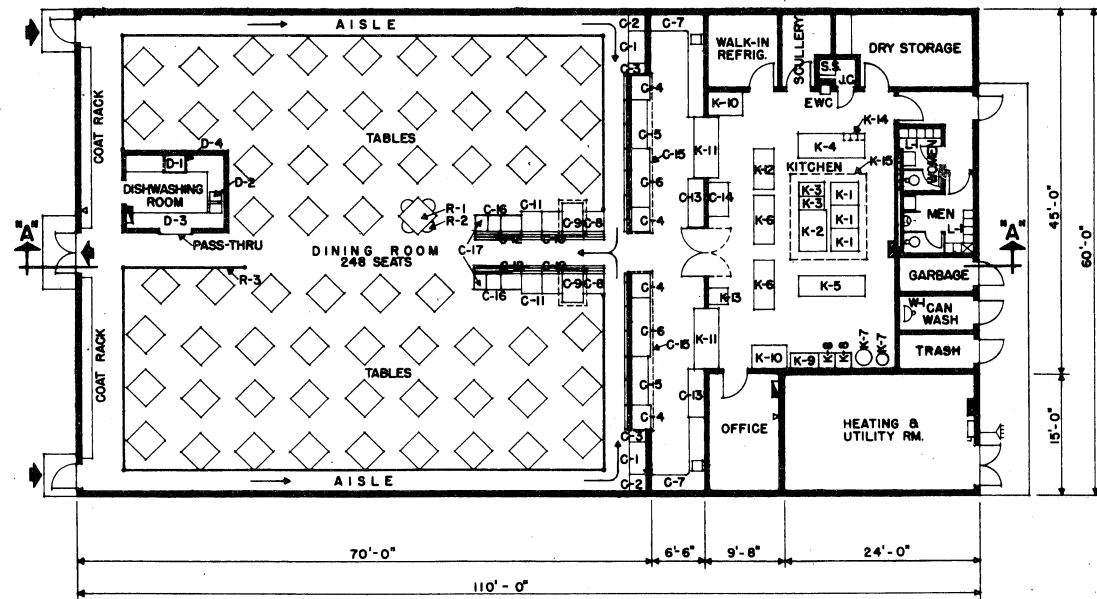 AISLE
C-2
C-7
C-1
C-3
WALK-IN
REFRIG.
SCULLERY
DRY STORAGE
S.S.
J.C.
EWC
COAT RACK
TABLES
C-4
C-5
C-15
C-6
C-4
K-10
K-11
C-13
C-14
K-14
K-4
KITCHEN
K-15
K-12
K-3
K-3
K-1
K-1
K-1
K-2
K-6
K-6
K-5
L-1
WOMEN
MEN
L-1
D-4
D-1
D-2
DISHWASHING
ROOM
D-3
PASS-THRU
R-1
R-2
C-16
C-11
C-9
C-8
C-17
DINING ROOM
248 SEATS
R-3
C-16
C-11
C-9
C-8
"A"
"A"
GARBAGE
W-1
CAN
WASH
TRASH
K-13
K-11
K-10
K-9
K-8
K-8
K-7
K-7
C-4
C-6
C-15
C-5
C-13
C-4
C-3
C-1
C-2
C-7
COAT RACK
TABLES
OFFICE
HEATING &
UTILITY RM.
AISLE
45'-0"
60'-0"
15'-0"
70'-0"
6'-6"
9'-8"
24'-0"
110'-0"